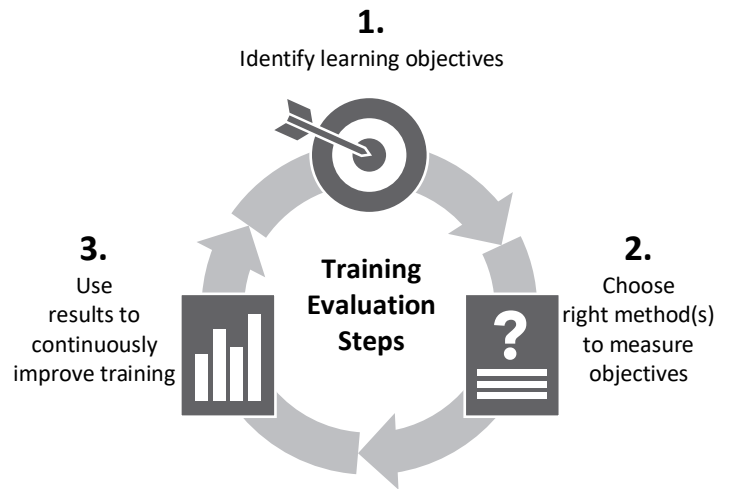 1.
Identify learning objectives
Training
Evaluation
Steps
2.
Choose
right method(s)
to measure
objectives
?
3.
Use
results to
continuously
improve training